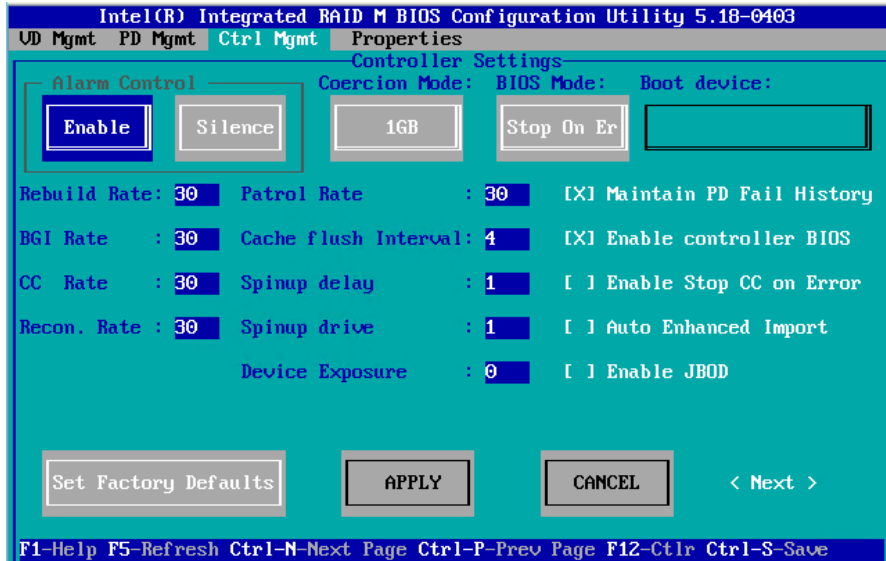 Intel(R) Integrated RAID M BIOS Configuration Utility 5.18-0403
VD Mgmt PD Mgmt Ctrl Mgmt Properties
Controller Settings
Alarm Control Coercion Mode: BIOS Mode: Boot device:
Enable Silence 1GB Stop On Er
Rebuild Rate: 30 Patrol Rate : 30 [X] Maintain PD Fail History
BGI Rate : 30 Cache flush Interval: 4 [X] Enable controller BIOS
CC Rate : 30 Spinup delay : 1 [ ] Enable Stop CC on Error
Recon. Rate : 30 Spinup drive : 1 [ ] Auto Enhanced Import
Device Exposure : 0 [ ] Enable JBOD
Set Factory Defaults APPLY CANCEL < Next >
F1-Help F5-Refresh Ctrl-N-Next Page Ctrl-P-Prev Page F12-Ctlr Ctrl-S-Save